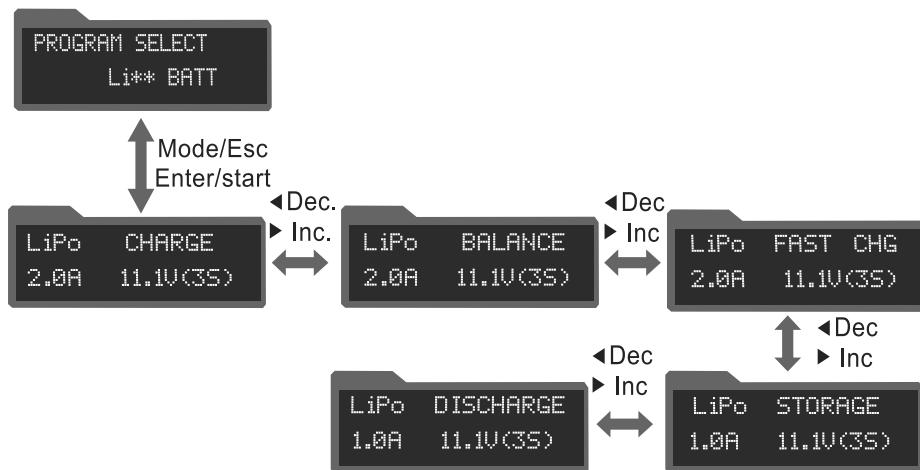 PROGRAM SELECT
Li** BATT
Mode/Esc
Enter/start
◀Dec.
▶ Inc.
◀Dec
▶ Inc
LiPo CHARGE
2.0A 11.1V(3S)
LiPo BALANCE
2.0A 11.1V(3S)
LiPo FAST CHG
2.0A 11.1V(3S)
◀Dec
▶ Inc
◀Dec
▶ Inc
LiPo DISCHARGE
1.0A 11.1V(3S)
LiPo STORAGE
1.0A 11.1V(3S)